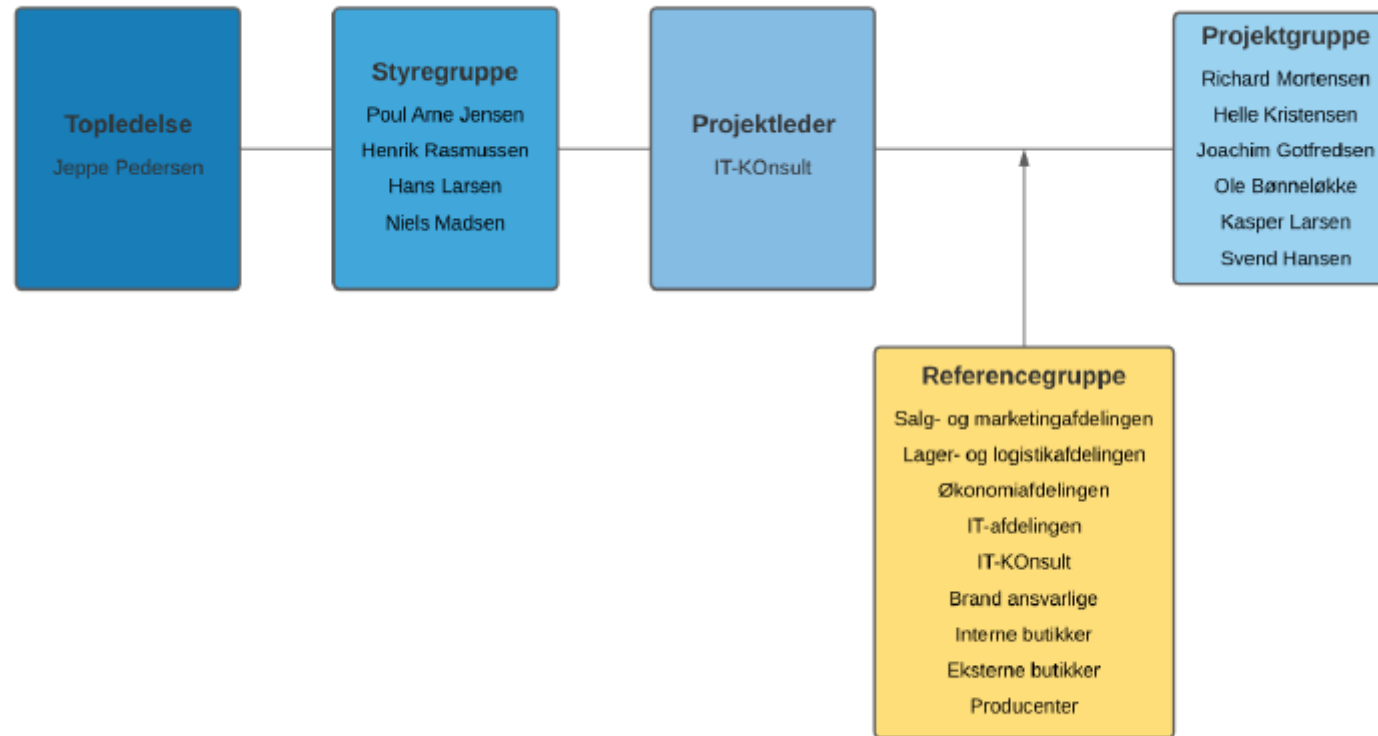 Topledelse
Jeppe Pedersen
Styregruppe
Poul Arne Jensen
Henrik Rasmussen
Hans Larsen
Niels Madsen
Projektleder
IT-KOnsult
Projektgruppe
Richard Mortensen
Helle Kristensen
Joachim Gotfredsen
Ole Bønneløkke
Kasper Larsen
Svend Hansen
Referencegruppe
Salg- og marketingafdelingen
Lager- og logistikafdelingen
Økonomiafdelingen
IT-afdelingen
IT-KOnsult
Brand ansvarlige
Interne butikker
Eksterne butikker
Producenter